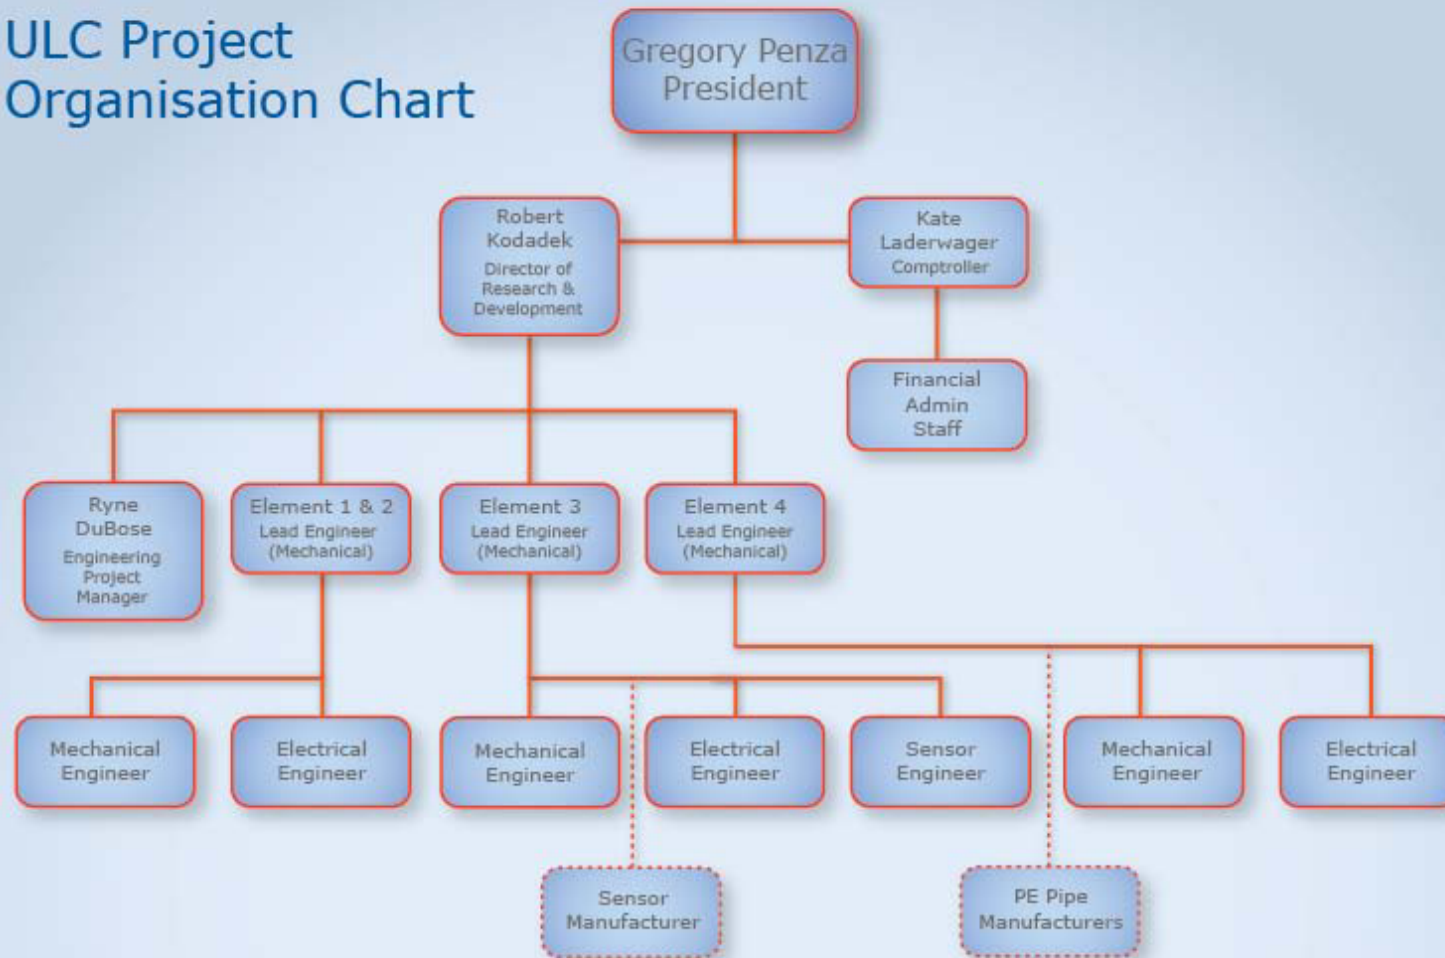 ULC Project
Organisation Chart
Gregory Penza
President
Robert
Kodadek
Director of
Research &
Development
Kate
Laderwager
Comptroller
Financial
Admin
Staff
Ryne
DuBose
Engineering
Project
Manager
Element 1 & 2
Lead Engineer
(Mechanical)
Element 3
Lead Engineer
(Mechanical)
Element 4
Lead Engineer
(Mechanical)
Mechanical
Engineer
Electrical
Engineer
Mechanical
Engineer
Electrical
Engineer
Sensor
Engineer
Mechanical
Engineer
Electrical
Engineer
Sensor
Manufacturer
PE Pipe
Manufacturers